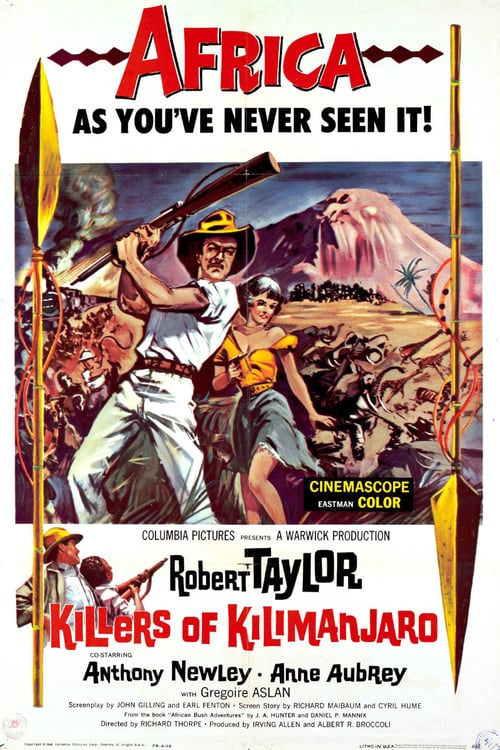 AFRICA
AS YOU'VE NEVER SEEN IT!
CINEMASCOPE
EASTMAN COLOR
COLUMBIA PICTURES PRESENTS A WARWICK PRODUCTION
ROBERT TAYLOR
KILLERS OF KILIMANJARO
CO-STARRING
ANTHONY NEWLEY · ANNE AUBREY
WITH Gregoire ASLAN
Screenplay by JOHN GILLING and EARL FENTON • Screen Story by RICHARD MAIBAUM and CYRIL HUME
From the book "African Bush Adventures" by J. A. HUNTER and DANIEL P. MANNIX
Directed by RICHARD THORPE • Produced by IRVING ALLEN and ALBERT R. BROCCOLI
LITHO. IN U.S.A.